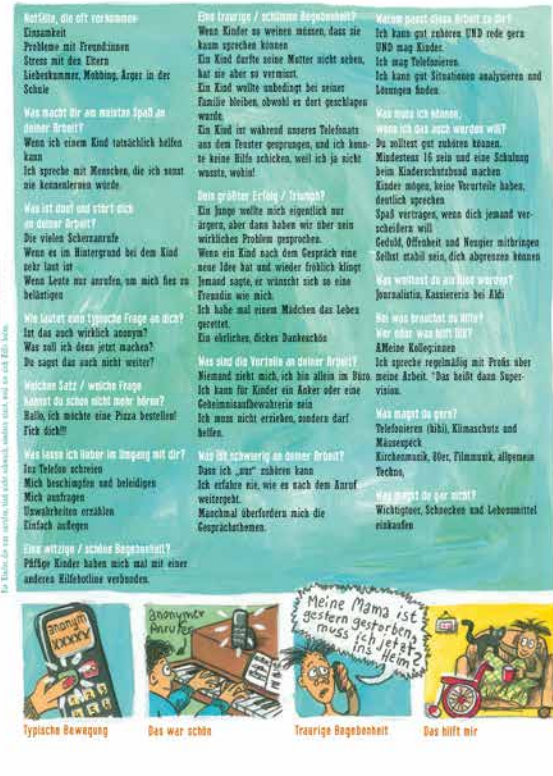 Notfälle, die oft vorkommen
Einsamkeit
Probleme mit Freund:innen
Stress mit den Eltern
Liebeskummer, Mobbing, Ärger in der
Schule
Was macht dir am meisten Spaß an
deiner Arbeit?
Wenn ich einem Kind tatsächlich helfen
kann
Ich spreche mit Menschen, die ich sonst
nie kennenlernen würde.
Was ist doof und stört dich
an deiner Arbeit?
Die vielen Scherzanrufe
Wenn es im Hintergrund bei dem Kind
sehr laut ist
Wenn Leute nur anrufen, um mich fies zu
belästigen
Wie lautet eine typische Frage an dich?
Ist das auch wirklich anonym?
Was soll ich denn jetzt machen?
Du sagst das auch nicht weiter?
Welchen Satz / welche Frage
kannst du schon nicht mehr hören?
Hallo, ich möchte eine Pizza bestellen!
Fick dich!!!
Was lasse ich lieber im Umgang mit dir?
Ins Telefon schreien
Mich beschimpfen und beleidigen
Mich ausfragen
Unwahrheiten erzählen
Einfach auflegen
Eine witzige / schöne Begebenheit?
Pfiffige Kinder haben mich mal mit einer
anderen Hilfehotline verbunden.
Eine traurige / schlimme Begebenheit?
Wenn Kinder so weinen müssen, dass sie
kaum sprechen können
Ein Kind durfte seine Mutter nicht sehen,
hat sie aber so vermisst.
Ein Kind wollte unbedingt bei seiner
Familie bleiben, obwohl es dort geschlagen
wurde.
Ein Kind ist während unseres Telefonats
aus dem Fenster gesprungen, und ich konn-
te keine Hilfe schicken, weil ich ja nicht
wusste, wohin!
Dein größter Erfolg / Triumph?
Ein Junge wollte mich eigentlich nur
ärgern, aber dann haben wir über sein
wirkliches Problem gesprochen.
Wenn ein Kind nach dem Gespräch eine
neue Idee hat und wieder fröhlich klingt
Jemand sagte, er wünscht sich so eine
Freundin wie mich.
Ich habe mal einem Mädchen das Leben
gerettet.
Ein ehrliches, dickes Dankeschön
Was sind die Vorteile an deiner Arbeit?
Niemand sieht mich, ich bin allein im Büro.
Ich kann für Kinder ein Anker oder eine
Geheimnisaufbewahrerin sein
Ich muss nicht erziehen, sondern darf
helfen.
Was ist schwierig an deiner Arbeit?
Dass ich „nur“ zuhören kann
Ich erfahre nie, wie es nach dem Anruf
weitergeht.
Manchmal überfordern mich die
Gesprächsthemen.
Warum passt diese Arbeit zu dir?
Ich kann gut zuhören UND rede gern
UND mag Kinder.
Ich mag Telefonieren.
Ich kann gut Situationen analysieren und
Lösungen finden.
Was muss ich können,
wenn ich das auch werden will?
Du solltest gut zuhören können.
Mindestens 16 sein und eine Schulung
beim Kinderschutzbund machen
Kinder mögen, keine Vorurteile haben,
deutlich sprechen
Spaß vertragen, wenn dich jemand ver-
scheißern will
Geduld, Offenheit und Neugier mitbringen
Selbst stabil sein, dich abgrenzen können
Was wolltest du als Kind werden?
Journalistin, Kassiererin bei Aldi
Bei was brauchst du Hilfe?
Wer oder was hilft DIR?
AMeine Kolleg:innen
Ich spreche regelmäßig mit Profis über
meine Arbeit. "Das heißt dann Super-
vision.
Was magst du gern?
Telefonieren (hihi), Klimaschutz und
Mäusespeck
Kirchenmusik, 80er, Filmmusik, allgemein
Techno,
Was magst du gar nicht?
Wichtigtuer, Schnecken und Lebensmittel
einkaufen
anonym
XXXXXX
Typische Bewegung
anonymer
Anrufer
Das war schön
Meine Mama ist
gestern gestorben,
muss ich jetzt
ins Heim?
Traurige Begebenheit
Das hilft mir